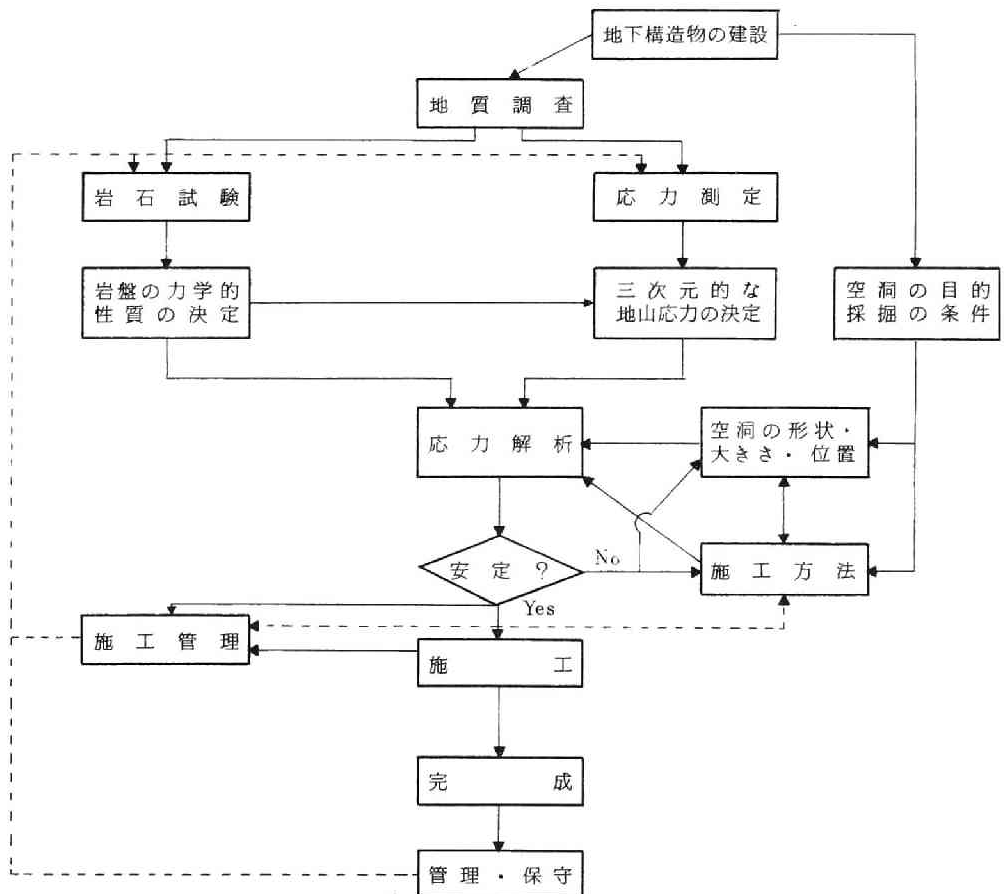 地下構造物の建設
地質調査
岩石試験
応力測定
岩盤の力学的
性質の決定
三次元的な
地山応力の決定
空洞の目的
採掘の条件
応力解析
空洞の形状・
大きさ・位置
安定?
No
施工方法
Yes
施工管理
施工
完成
管理・保守